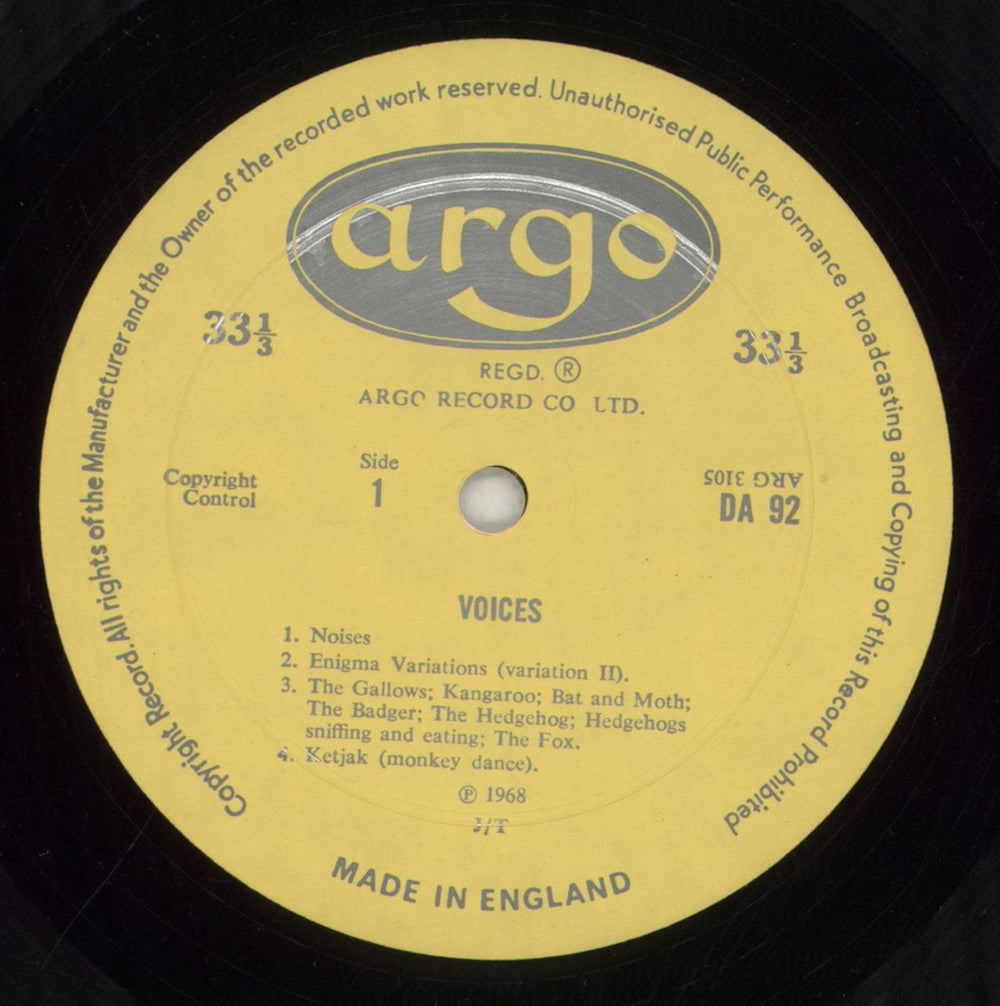 Copyright Record. All rights of the Manufacturer and the Owner of the recorded work reserved. Unauthorised Public Performance Broadcasting and Copying of this Record Prohibited
argo
33⅓
33⅓
REGD. ®
ARGO RECORD CO LTD.
Copyright
Control
Side
1
ARG 3105
DA 92
VOICES
1. Noises
2. Enigma Variations (variation II).
3. The Gallows; Kangaroo; Bat and Moth;
The Badger; The Hedgehog; Hedgehogs
sniffing and eating; The Fox.
4. Ketjak (monkey dance).
℗ 1968
J/T
MADE IN ENGLAND